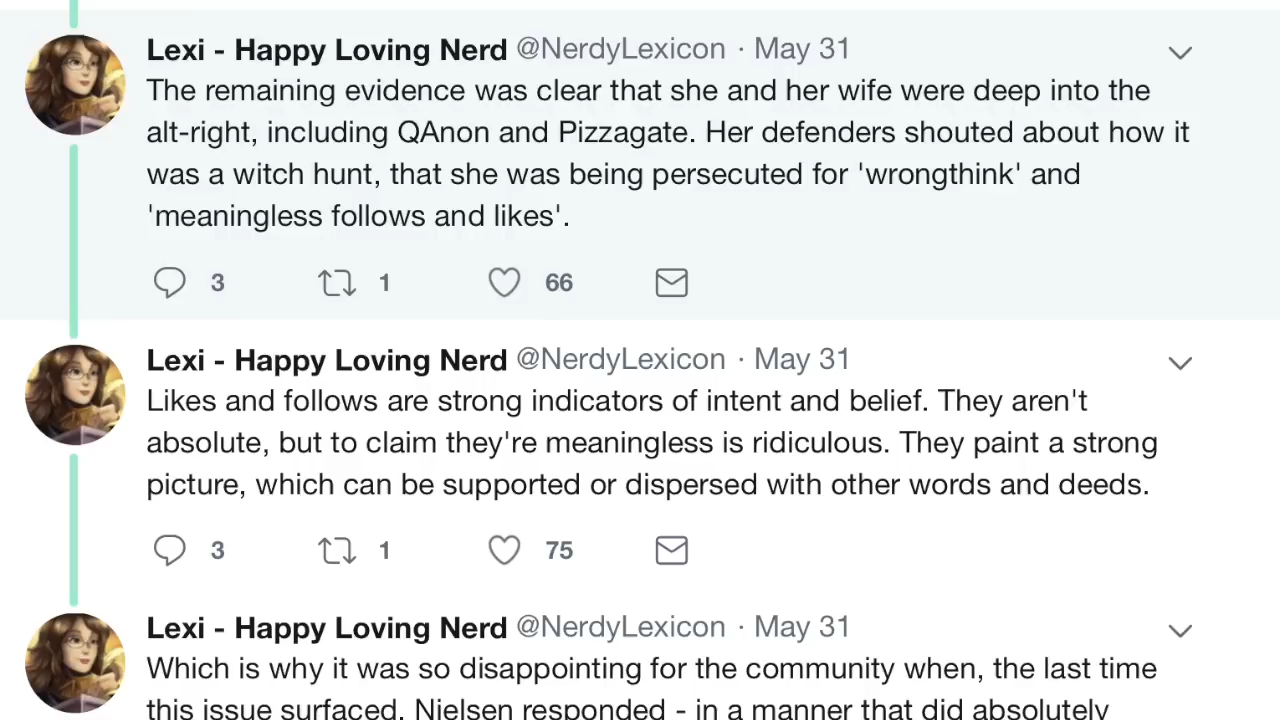 Lexi - Happy Loving Nerd @NerdyLexicon · May 31
The remaining evidence was clear that she and her wife were deep into the
alt-right, including QAnon and Pizzagate. Her defenders shouted about how it
was a witch hunt, that she was being persecuted for 'wrongthink' and
'meaningless follows and likes'.
3 1 66
Lexi - Happy Loving Nerd @NerdyLexicon · May 31
Likes and follows are strong indicators of intent and belief. They aren't
absolute, but to claim they're meaningless is ridiculous. They paint a strong
picture, which can be supported or dispersed with other words and deeds.
3 1 75
Lexi - Happy Loving Nerd @NerdyLexicon · May 31
Which is why it was so disappointing for the community when, the last time
this issue surfaced, Nielsen responded - in a manner that did absolutely